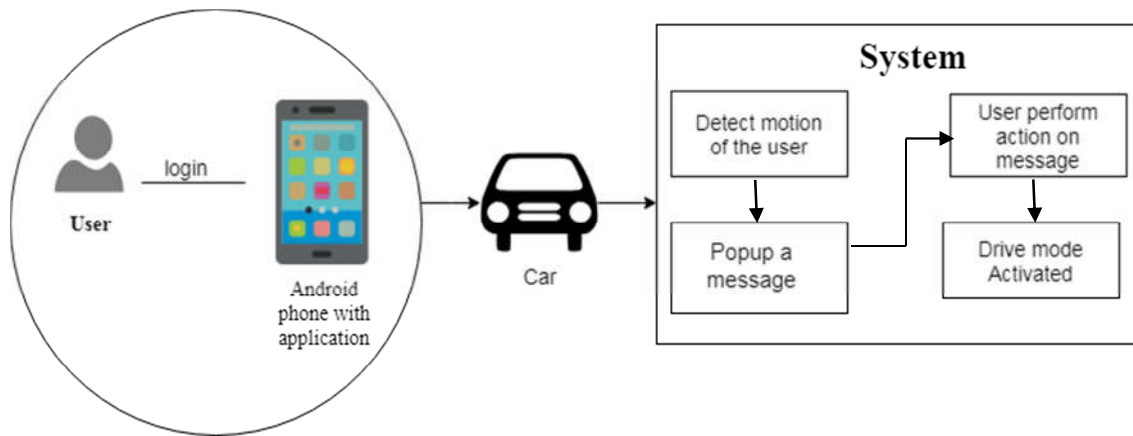 login
User
Android
phone with
application
Car
System
Detect motion
of the user
Popup a
message
User perform
action on
message
Drive mode
Activated